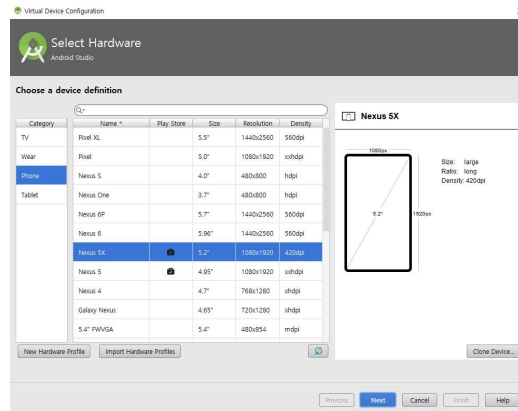 Virtual Device Configuration
Select Hardware
Android Studio
Choose a device definition
Category
TV
Wear
Phone
Tablet
Name Play Store Size Resolution Density
Pixel XL 5.5" 1440x2560 560dpi
Pixel 5.0" 1080x1920 xxhdpi
Nexus S 4.0" 480x800 hdpi
Nexus One 3.7" 480x800 hdpi
Nexus 6P 5.7" 1440x2560 560dpi
Nexus 6 5.96" 1440x2560 560dpi
Nexus 5X 5.2" 1080x1920 420dpi
Nexus 5 4.95" 1080x1920 xxhdpi
Nexus 4 4.7" 768x1280 xhdpi
Galaxy Nexus 4.65" 720x1280 xhdpi
5.4" FWVGA 5.4" 480x854 mdpi
New Hardware Profile Import Hardware Profiles
Nexus 5X
1080px
5.2" 1920px
Size: large
Ratio: long
Density: 420dpi
Clone Device...
Previous Next Cancel Finish Help